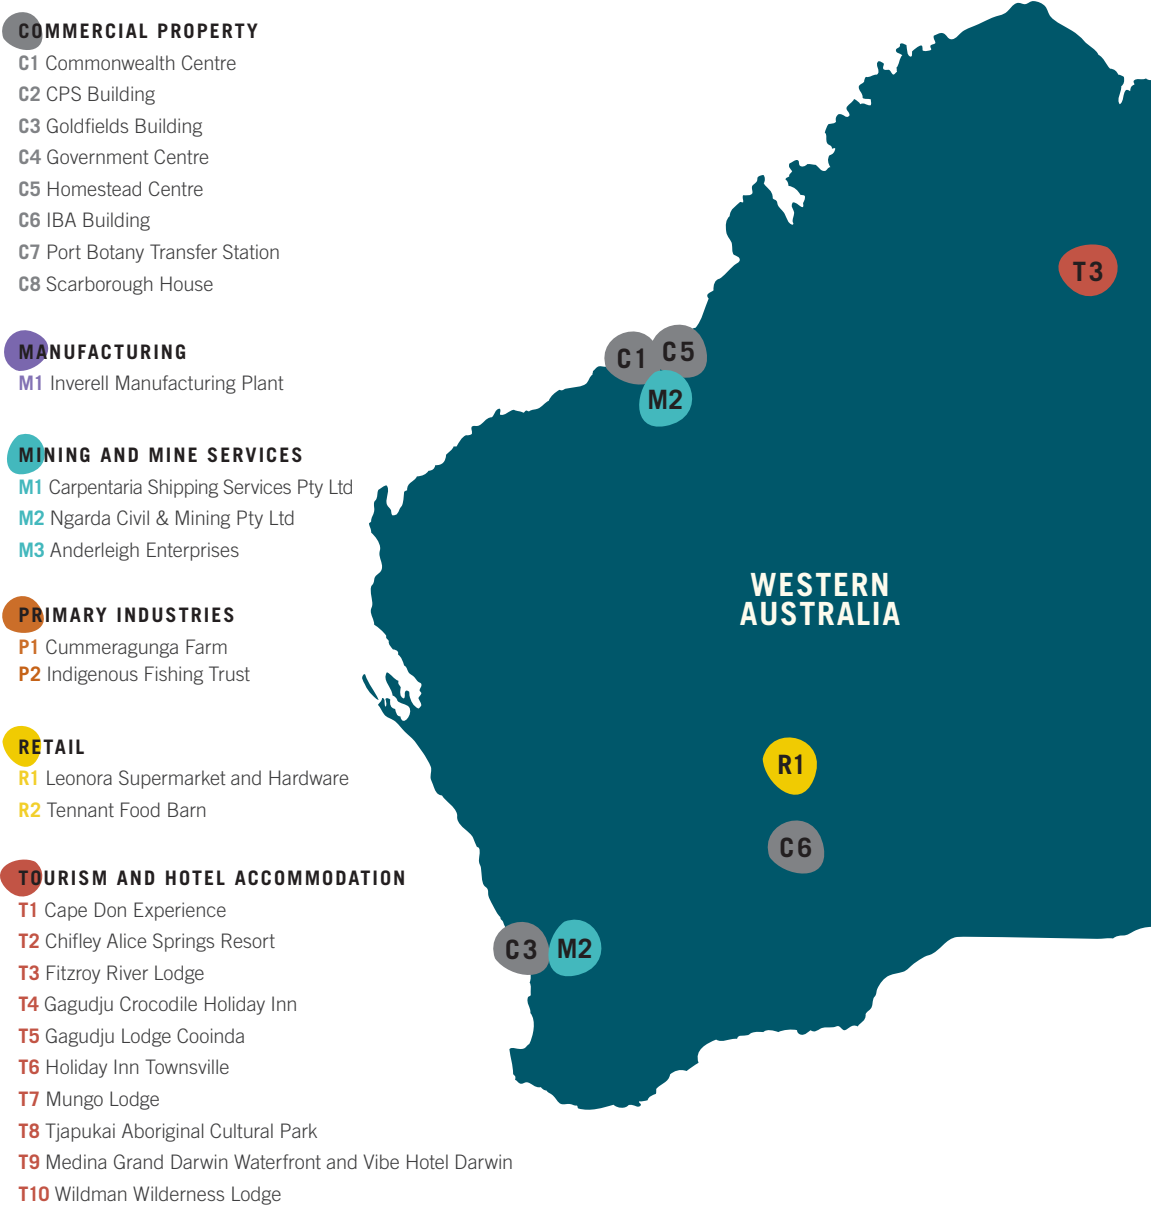 COMMERCIAL PROPERTY
C1 Commonwealth Centre
C2 CPS Building
C3 Goldfields Building
C4 Government Centre
C5 Homestead Centre
C6 IBA Building
C7 Port Botany Transfer Station
C8 Scarborough House
MANUFACTURING
M1 Inverell Manufacturing Plant
MINING AND MINE SERVICES
M1 Carpentaria Shipping Services Pty Ltd
M2 Ngarda Civil & Mining Pty Ltd
M3 Anderleigh Enterprises
PRIMARY INDUSTRIES
P1 Cummeragunga Farm
P2 Indigenous Fishing Trust
RETAIL
R1 Leonora Supermarket and Hardware
R2 Tennant Food Barn
TOURISM AND HOTEL ACCOMMODATION
T1 Cape Don Experience
T2 Chifley Alice Springs Resort
T3 Fitzroy River Lodge
T4 Gagudju Crocodile Holiday Inn
T5 Gagudju Lodge Cooinda
T6 Holiday Inn Townsville
T7 Mungo Lodge
T8 Tjapukai Aboriginal Cultural Park
T9 Medina Grand Darwin Waterfront and Vibe Hotel Darwin
T10 Wildman Wilderness Lodge
T3
C1
C5
M2
WESTERN
AUSTRALIA
R1
C6
C3
M2